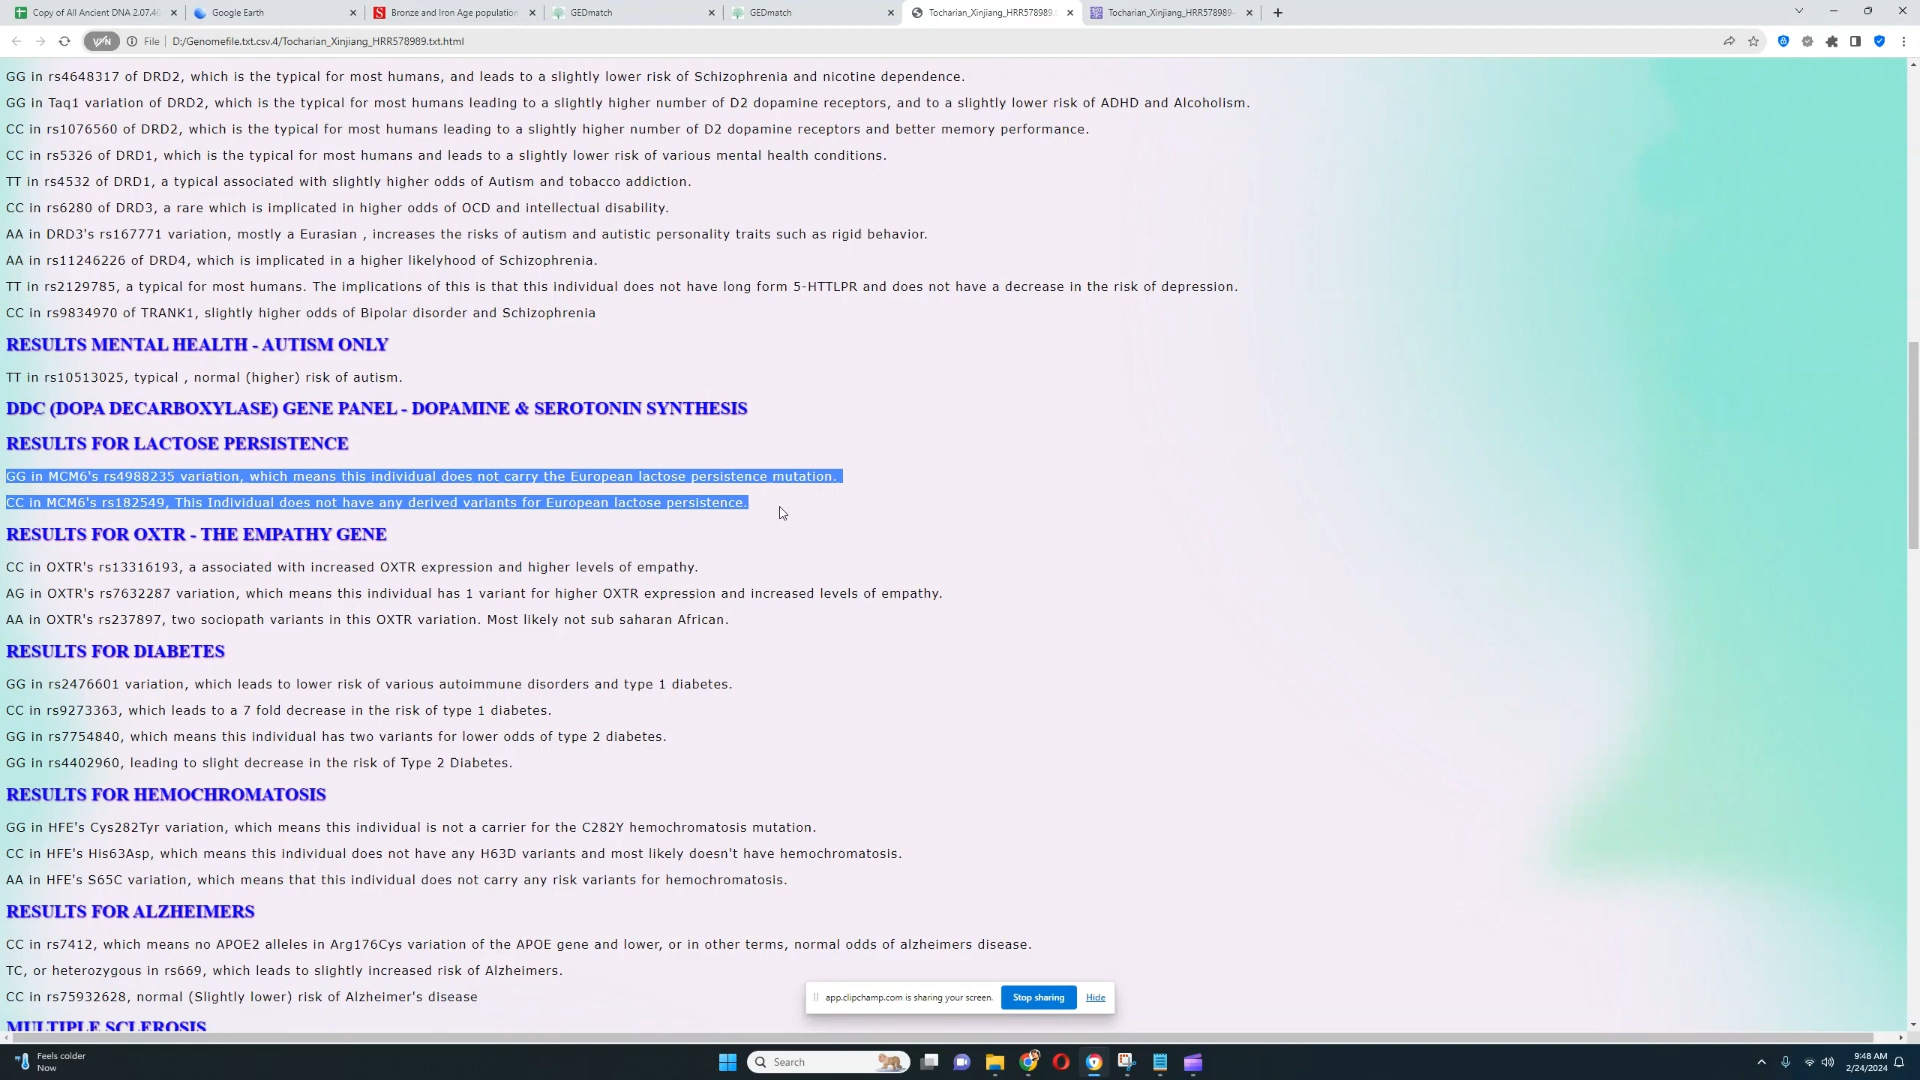 Copy of All Ancient DNA 2.07.4
Google Earth
Bronze and Iron Age population
GEDmatch
GEDmatch
Tocharian_Xinjiang_HRR578989.
Tocharian_Xinjiang_HRR578989
VPN
File
D:/Genomefile.txt.csv.4/Tocharian_Xinjiang_HRR578989.txt.html
GG in rs4648317 of DRD2, which is the typical for most humans, and leads to a slightly lower risk of Schizophrenia and nicotine dependence.
GG in Taq1 variation of DRD2, which is the typical for most humans leading to a slightly higher number of D2 dopamine receptors, and to a slightly lower risk of ADHD and Alcoholism.
CC in rs1076560 of DRD2, which is the typical for most humans leading to a slightly higher number of D2 dopamine receptors and better memory performance.
CC in rs5326 of DRD1, which is the typical for most humans and leads to a slightly lower risk of various mental health conditions.
TT in rs4532 of DRD1, a typical associated with slightly higher odds of Autism and tobacco addiction.
CC in rs6280 of DRD3, a rare which is implicated in higher odds of OCD and intellectual disability.
AA in DRD3's rs167771 variation, mostly a Eurasian , increases the risks of autism and autistic personality traits such as rigid behavior.
AA in rs11246226 of DRD4, which is implicated in a higher likelyhood of Schizophrenia.
TT in rs2129785, a typical for most humans. The implications of this is that this individual does not have long form 5-HTTLPR and does not have a decrease in the risk of depression.
CC in rs9834970 of TRANK1, slightly higher odds of Bipolar disorder and Schizophrenia
RESULTS MENTAL HEALTH - AUTISM ONLY
TT in rs10513025, typical , normal (higher) risk of autism.
DDC (DOPA DECARBOXYLASE) GENE PANEL - DOPAMINE & SEROTONIN SYNTHESIS
RESULTS FOR LACTOSE PERSISTENCE
GG in MCM6's rs4988235 variation, which means this individual does not carry the European lactose persistence mutation.
CC in MCM6's rs182549, This Individual does not have any derived variants for European lactose persistence.
RESULTS FOR OXTR - THE EMPATHY GENE
CC in OXTR's rs13316193, a associated with increased OXTR expression and higher levels of empathy.
AG in OXTR's rs7632287 variation, which means this individual has 1 variant for higher OXTR expression and increased levels of empathy.
AA in OXTR's rs237897, two sociopath variants in this OXTR variation. Most likely not sub saharan African.
RESULTS FOR DIABETES
GG in rs2476601 variation, which leads to lower risk of various autoimmune disorders and type 1 diabetes.
CC in rs9273363, which leads to a 7 fold decrease in the risk of type 1 diabetes.
GG in rs7754840, which means this individual has two variants for lower odds of type 2 diabetes.
GG in rs4402960, leading to slight decrease in the risk of Type 2 Diabetes.
RESULTS FOR HEMOCHROMATOSIS
GG in HFE's Cys282Tyr variation, which means this individual is not a carrier for the C282Y hemochromatosis mutation.
CC in HFE's His63Asp, which means this individual does not have any H63D variants and most likely doesn't have hemochromatosis.
AA in HFE's S65C variation, which means that this individual does not carry any risk variants for hemochromatosis.
RESULTS FOR ALZHEIMERS
CC in rs7412, which means no APOE2 alleles in Arg176Cys variation of the APOE gene and lower, or in other terms, normal odds of alzheimers disease.
TC, or heterozygous in rs669, which leads to slightly increased risk of Alzheimers.
CC in rs75932628, normal (Slightly lower) risk of Alzheimer's disease
app.clipchamp.com is sharing your screen.
Stop sharing
Hide
MULTIPLE SCLEROSIS
Feels colder
Now
Search
9:48 AM
2/24/2024